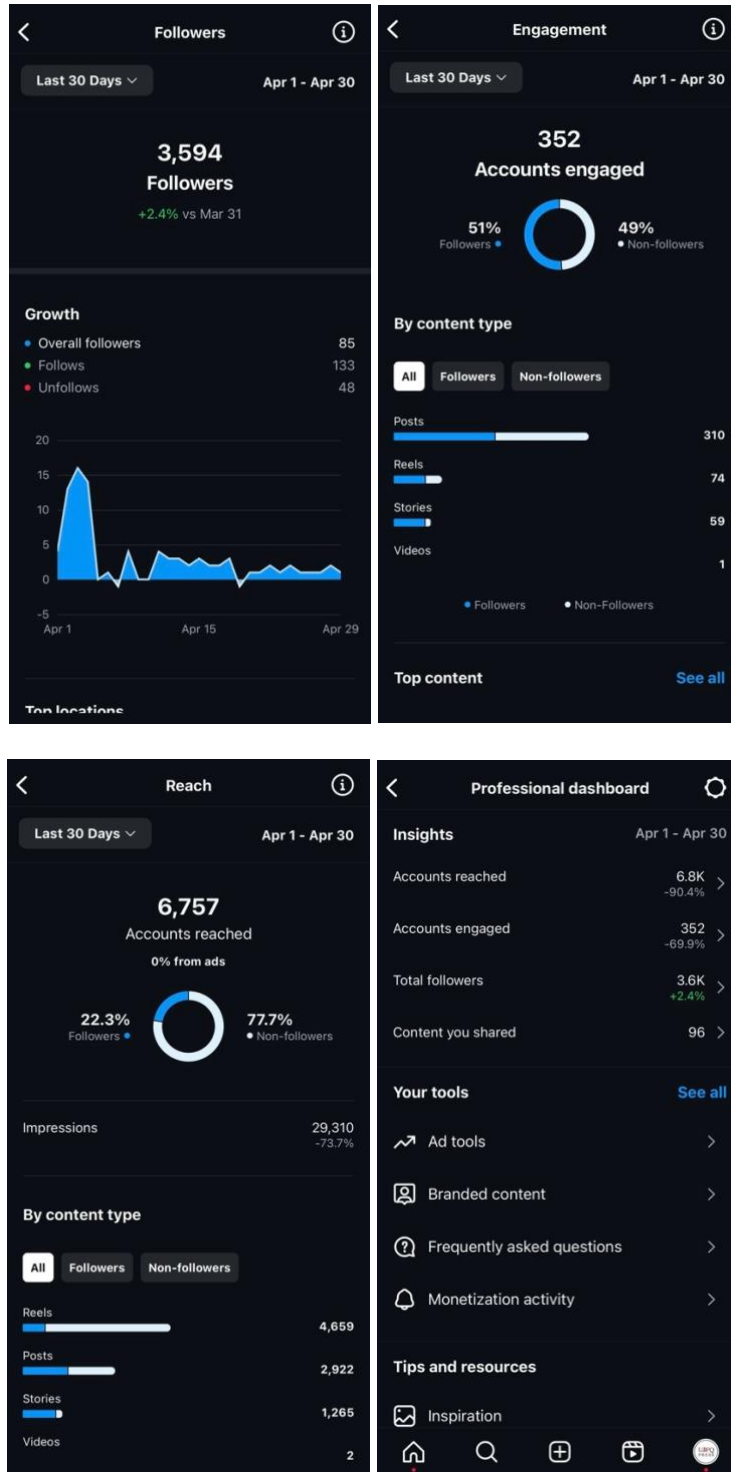 Followers
Last 30 Days
Apr 1 - Apr 30
3,594
Followers
+2.4% vs Mar 31
Growth
Overall followers 85
Follows 133
Unfollows 48
20
15
10
5
0
-5
Apr 1 Apr 15 Apr 29
Top locations
Engagement
Last 30 Days
Apr 1 - Apr 30
352
Accounts engaged
51%
Followers
49%
Non-followers
By content type
All Followers Non-followers
Posts
310
Reels
74
Stories
59
Videos
1
Followers Non-Followers
Top content See all
Reach
Last 30 Days
Apr 1 - Apr 30
6,757
Accounts reached
0% from ads
22.3%
Followers
77.7%
Non-followers
Impressions 29,310
-73.7%
By content type
All Followers Non-followers
Reels
4,659
Posts
2,922
Stories
1,265
Videos
2
Professional dashboard
Insights Apr 1 - Apr 30
Accounts reached 6.8K
-90.4%
Accounts engaged 352
-69.9%
Total followers 3.6K
+2.4%
Content you shared 96
Your tools See all
Ad tools
Branded content
Frequently asked questions
Monetization activity
Tips and resources
Inspiration